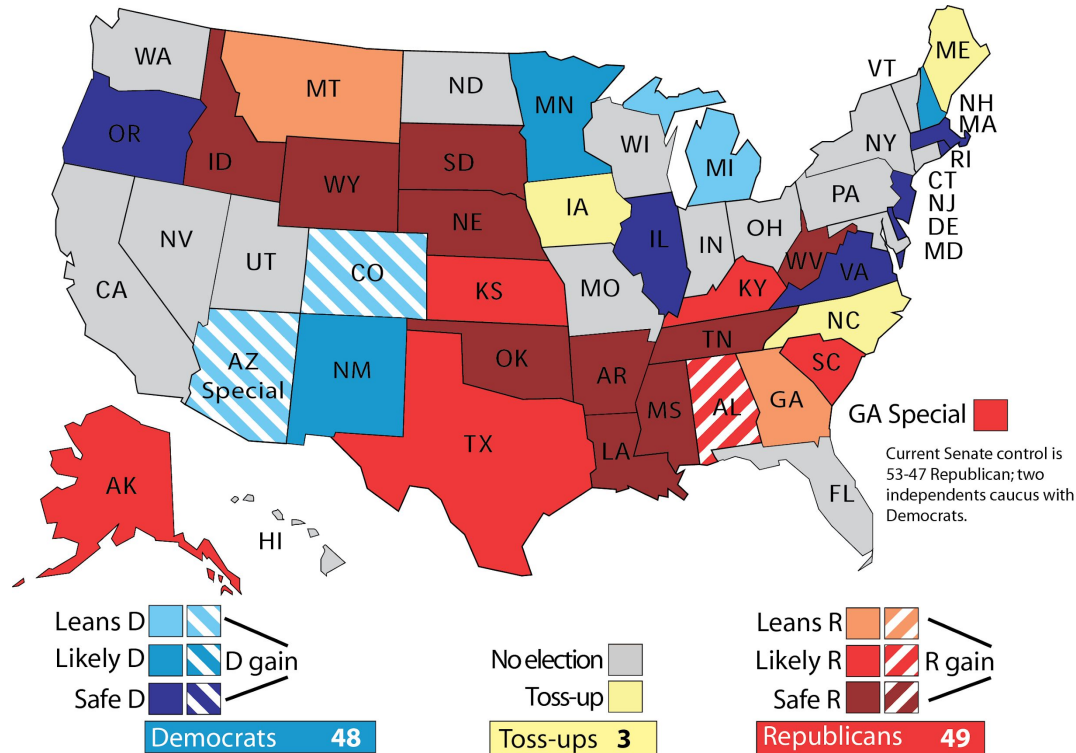 WA
MT
ND
MN
ME
VT
NH
MA
OR
ID
WY
SD
WI
MI
NY
RI
CT
NJ
DE
MD
NE
IA
PA
NV
UT
CO
IL
IN
OH
WV
VA
CA
KS
MO
KY
NC
AZ
Special
NM
OK
AR
TN
SC
TX
LA
MS
AL
GA
GA Special
AK
HI
FL
Current Senate control is
53-47 Republican; two
independents caucus with
Democrats.
Leans D
Likely D
D gain
Safe D
Democrats 48
No election
Toss-up
Toss-ups 3
Leans R
Likely R
R gain
Safe R
Republicans 49